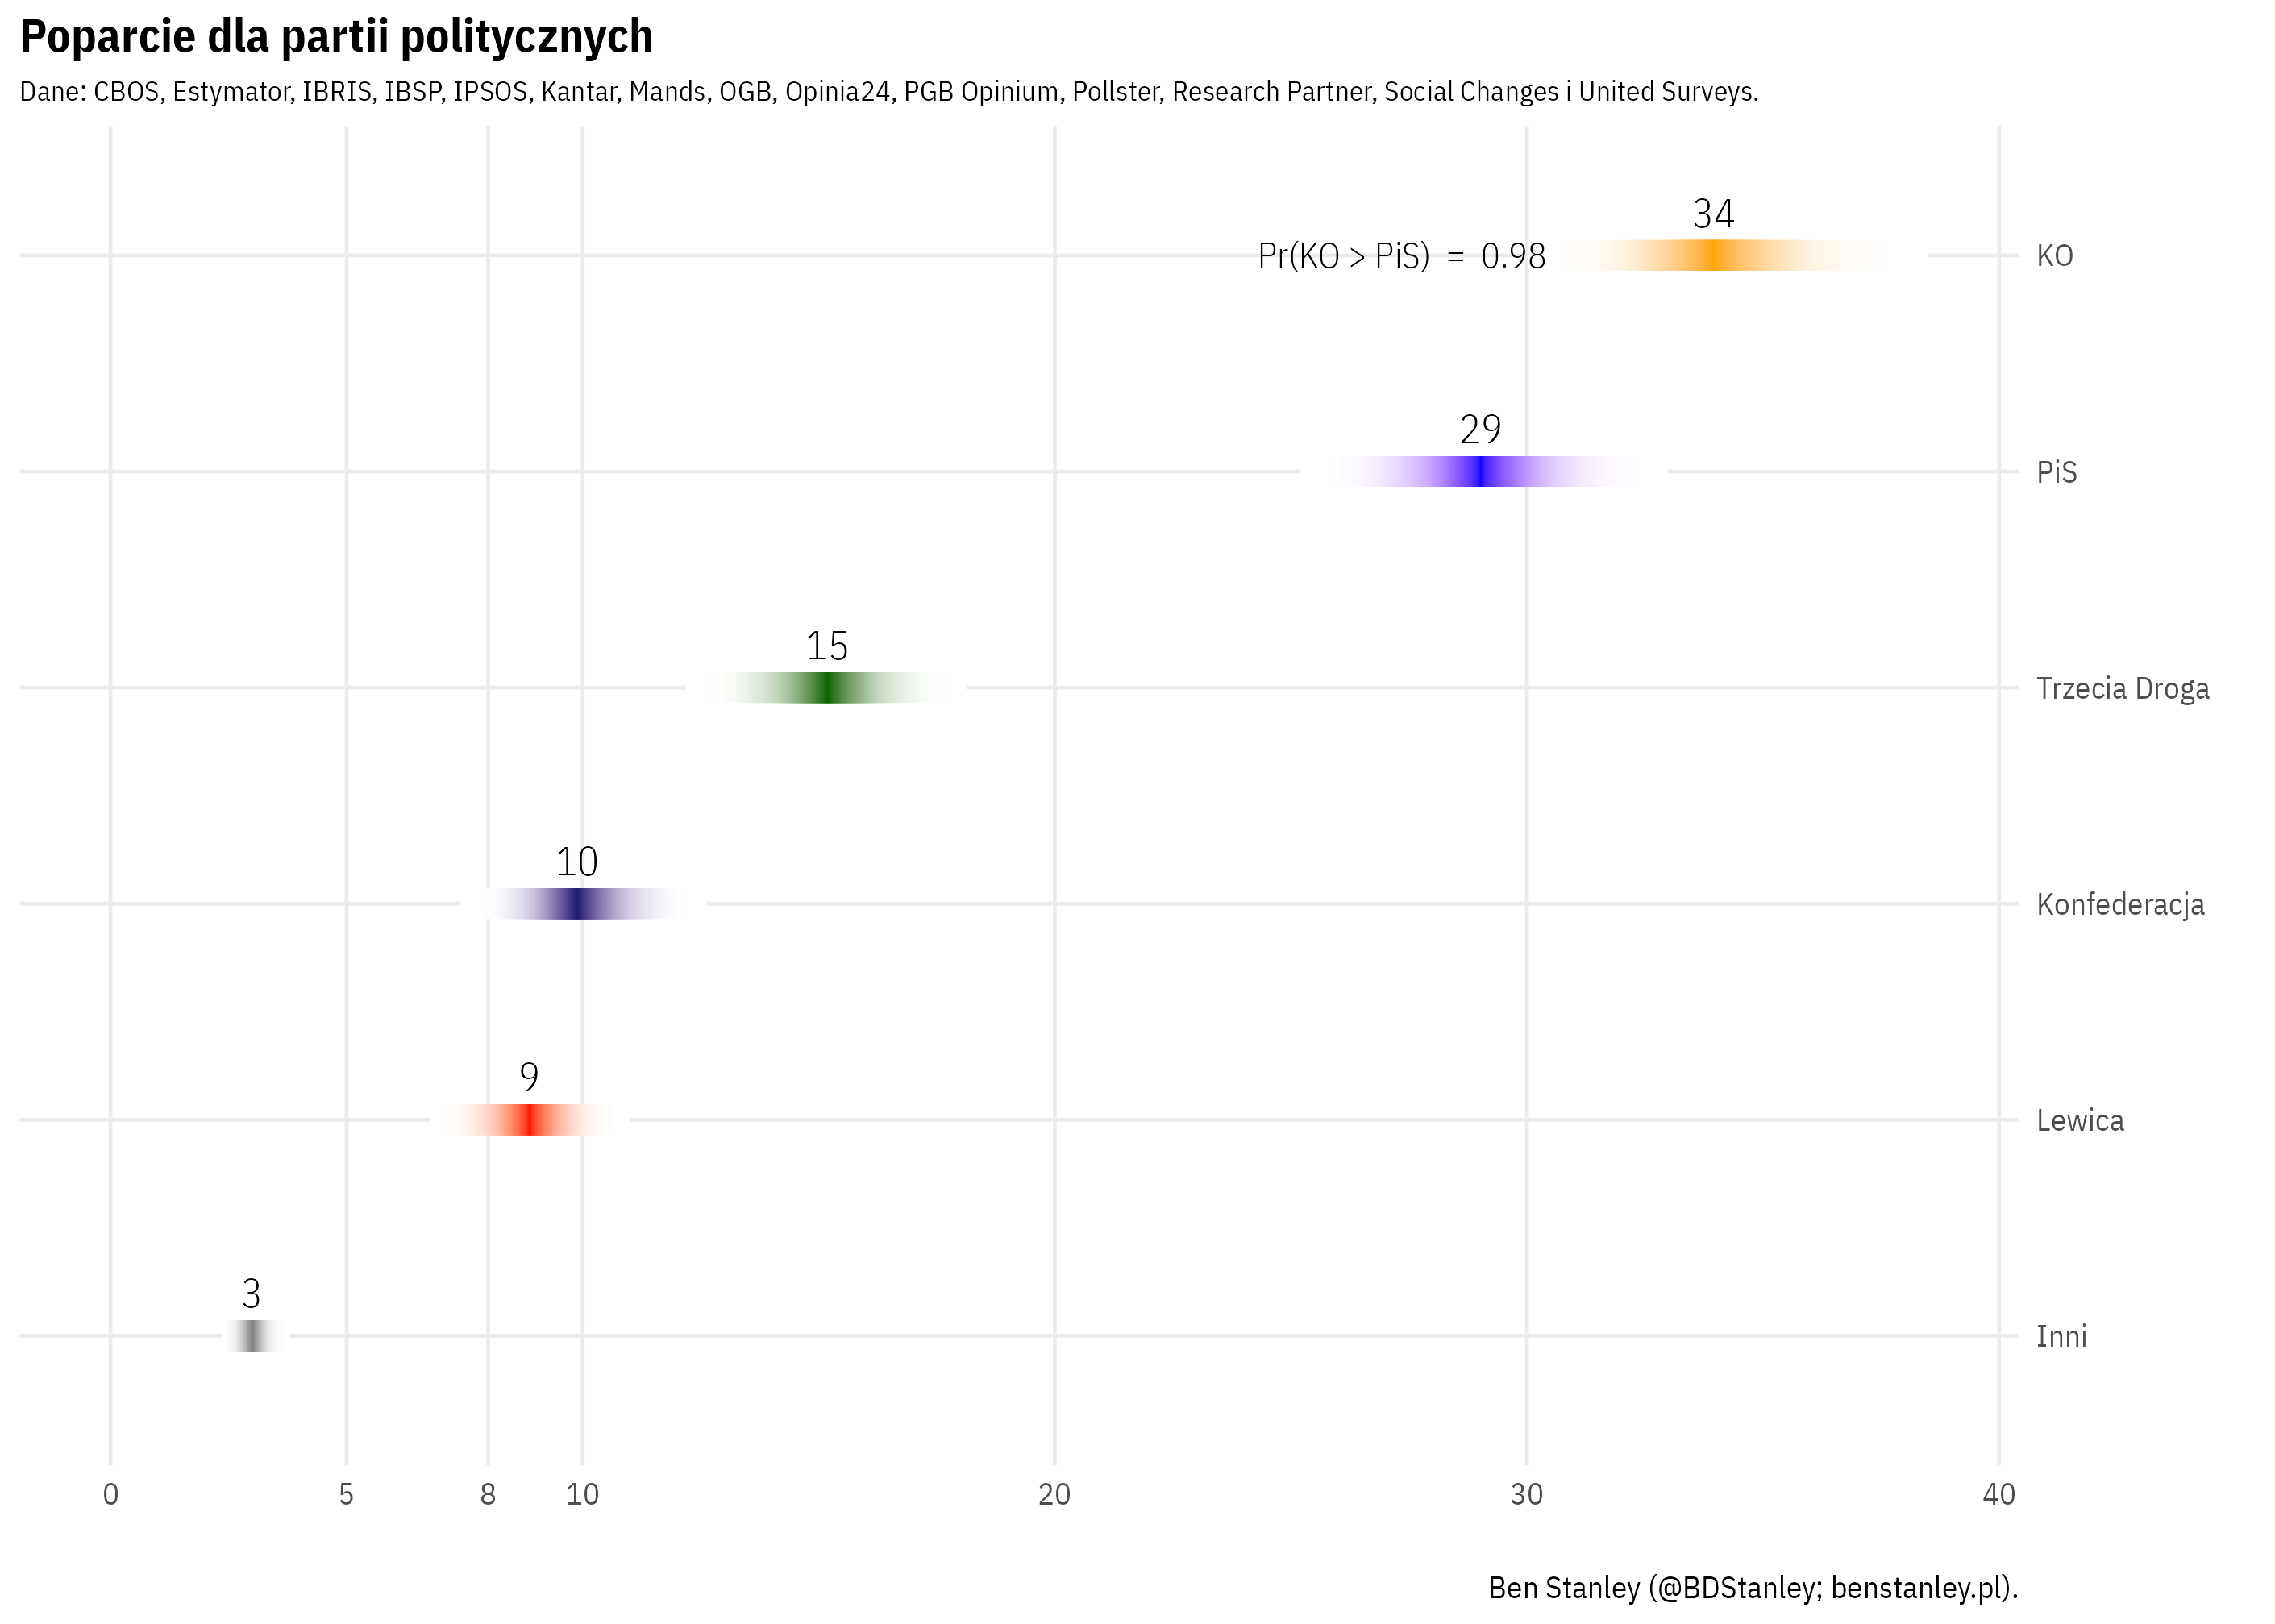 Poparcie dla partii politycznych
Dane: CBOS, Estymator, IBRIS, IBSP, IPSOS, Kantar, Mands, OGB, Opinia24, PGB Opinium, Pollster, Research Partner, Social Changes i United Surveys.
34
Pr(KO > PiS) = 0.98
KO
29
PiS
15
Trzecia Droga
10
Konfederacja
9
Lewica
3
Inni
0 5 8 10 20 30 40
Ben Stanley (@BDStanley; benstanley.pl).